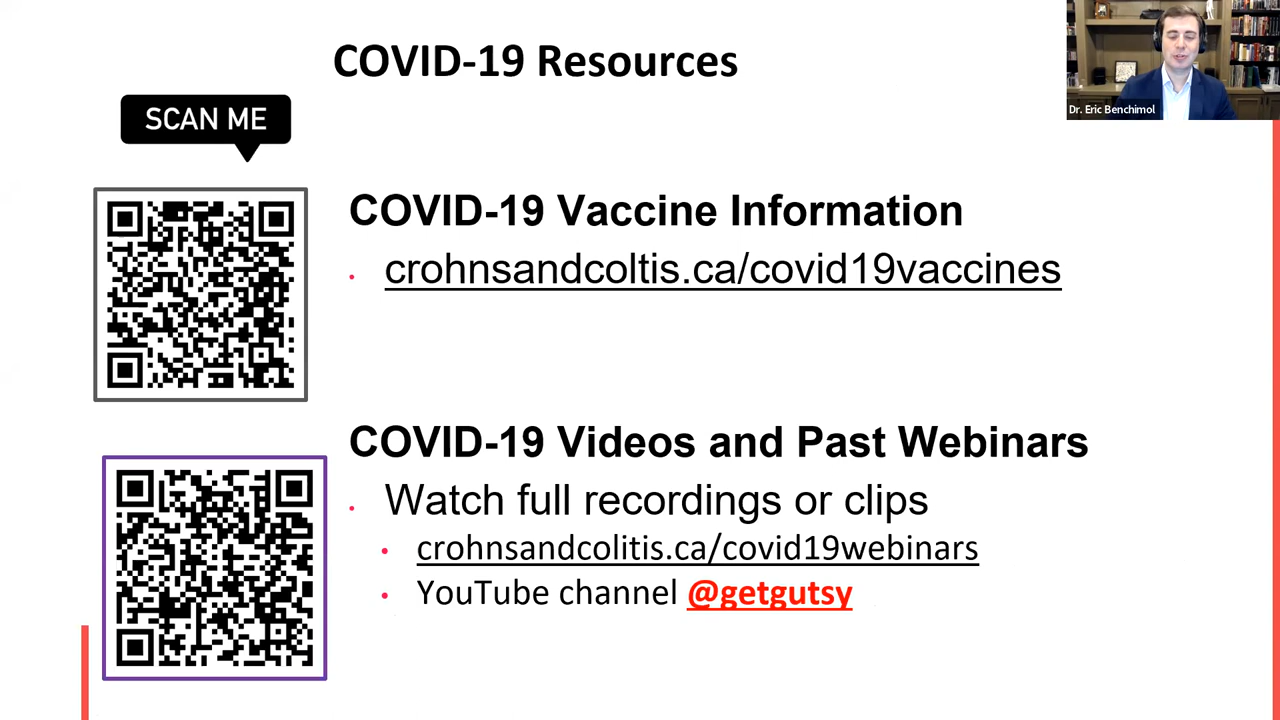 COVID-19 Resources
SCAN ME
Dr. Eric Benchimol
COVID-19 Vaccine Information
• crohnsandcoltis.ca/covid19vaccines
COVID-19 Videos and Past Webinars
• Watch full recordings or clips
• crohnsandcolitis.ca/covid19webinars
• YouTube channel @getgutsy